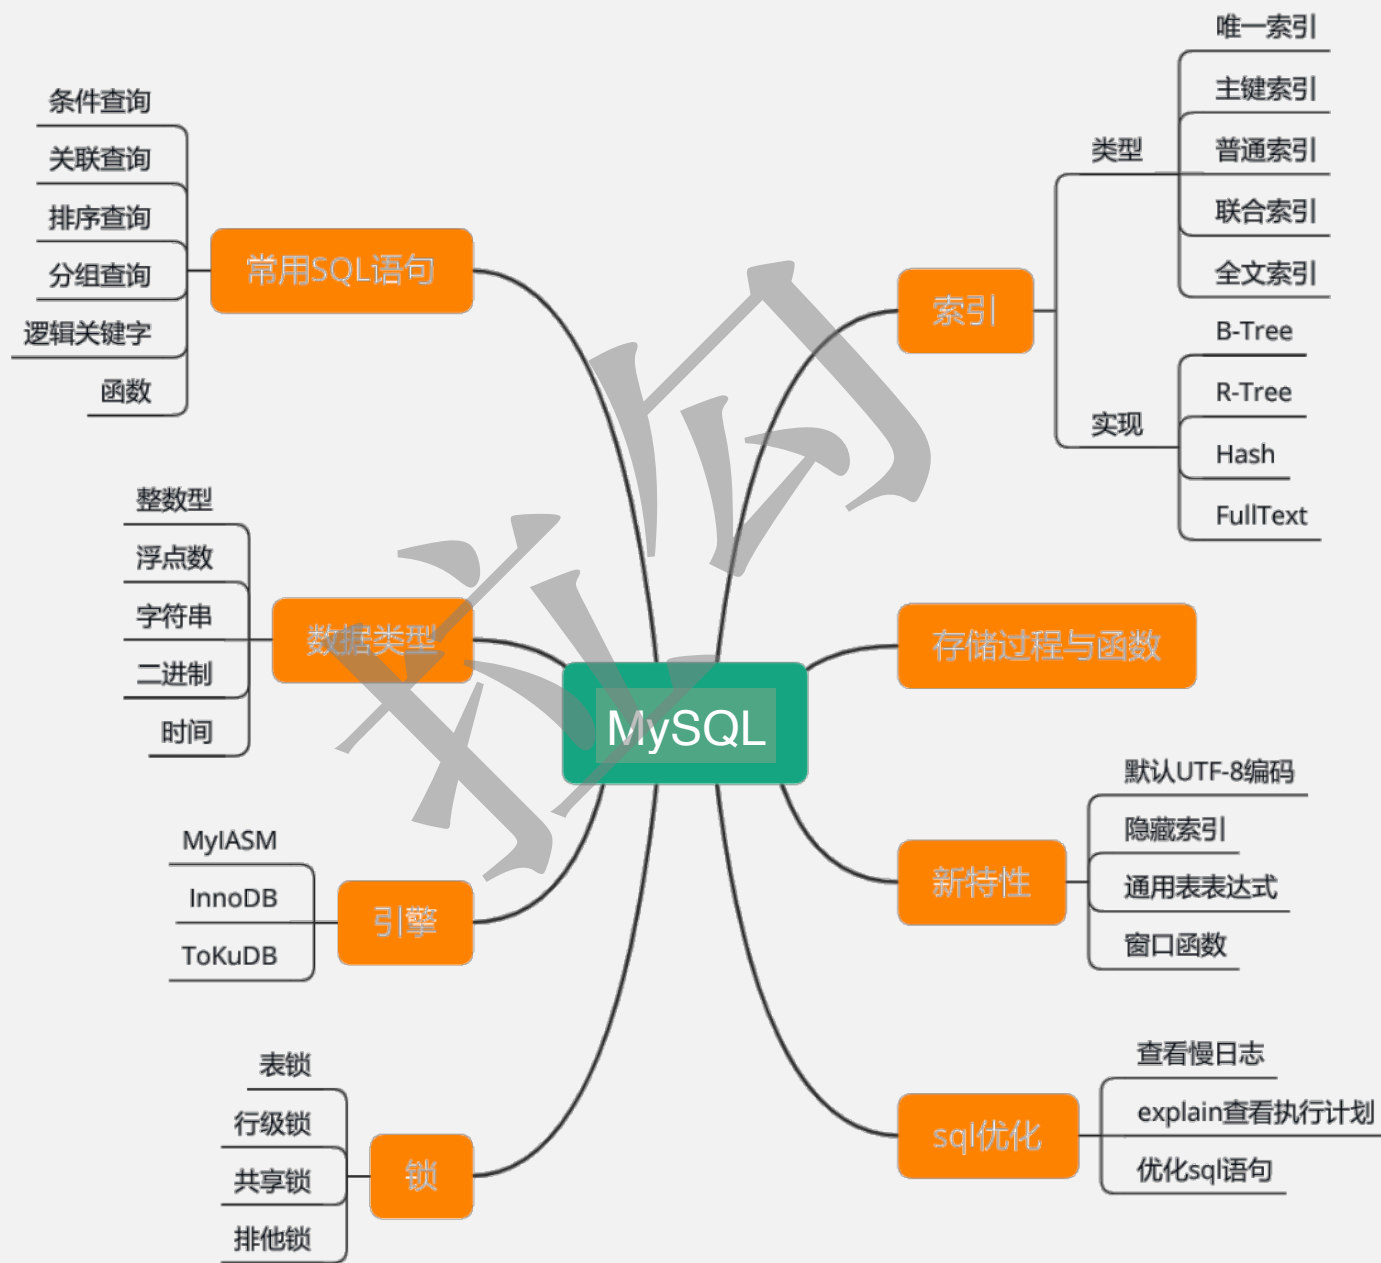 MySQL
常用SQL语句
条件查询
关联查询
排序查询
分组查询
逻辑关键字
函数
数据类型
整数型
浮点数
字符串
二进制
时间
引擎
MyIASM
InnoDB
ToKuDB
锁
表锁
行级锁
共享锁
排他锁
索引
类型
唯一索引
主键索引
普通索引
联合索引
全文索引
实现
B-Tree
R-Tree
Hash
FullText
存储过程与函数
新特性
默认UTF-8编码
隐藏索引
通用表表达式
窗口函数
sql优化
查看慢日志
explain查看执行计划
优化sql语句
拉勾